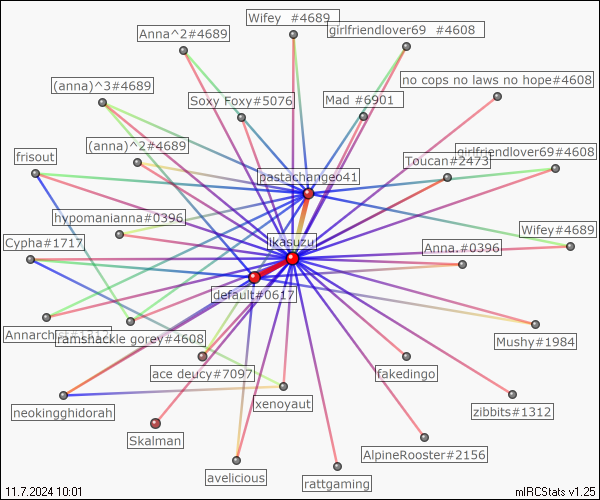 Wifey #4689
Anna^2#4689
girlfriendlover69 #4608
(anna)^3#4689
no cops no laws no hope#4608
Soxy Foxy#5076
Mad #6901
(anna)^2#4689
girlfriendlover69#4608
frisout
Toucan#2473
pastachangeo41
hypomanianna#0396
Wifey#4689
Cypha#1717
lkasuzu
Anna.#0396
default#0617
Annarchist#1312
ramshackle gorey#4608
Mushy#1984
ace deucy#7097
fakedingo
xenoyaut
neokingghidorah
zibbits#1312
Skalman
AlpineRooster#2156
avelicious
rattgaming
11.7.2024 10:01
mIRCStats v1.25